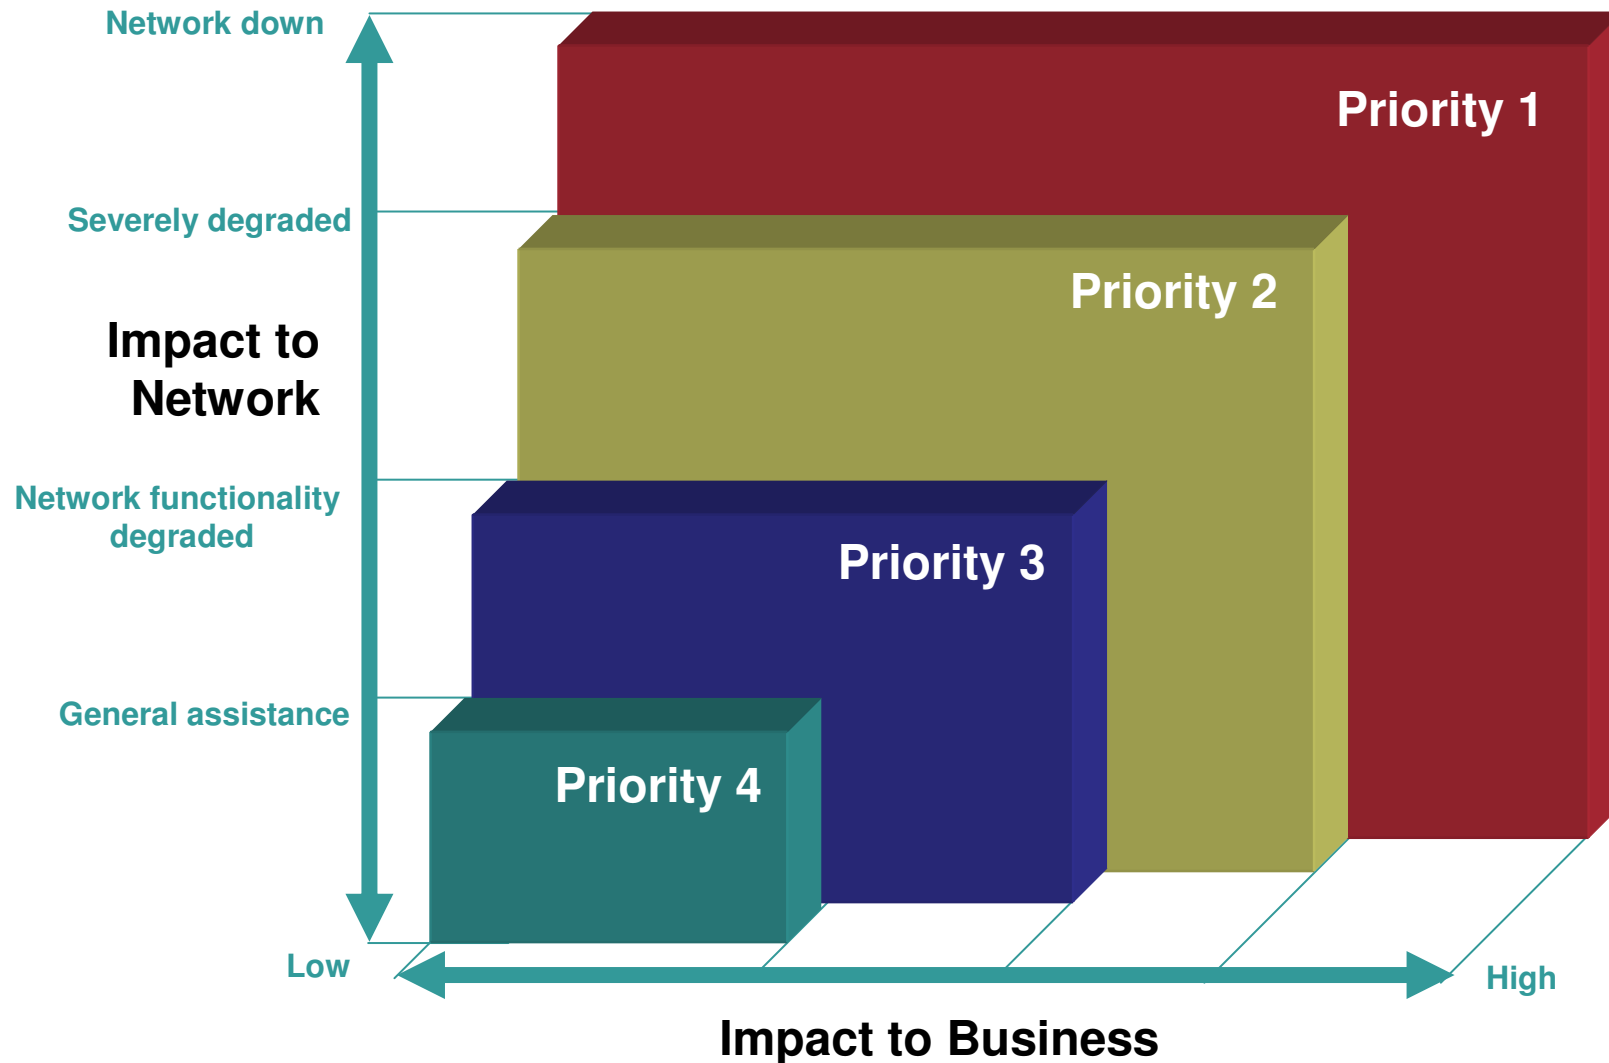 Network down
Priority 1
Severely degraded
Priority 2
Impact to
Network
Network functionality
degraded
Priority 3
General assistance
Priority 4
Low
High
Impact to Business